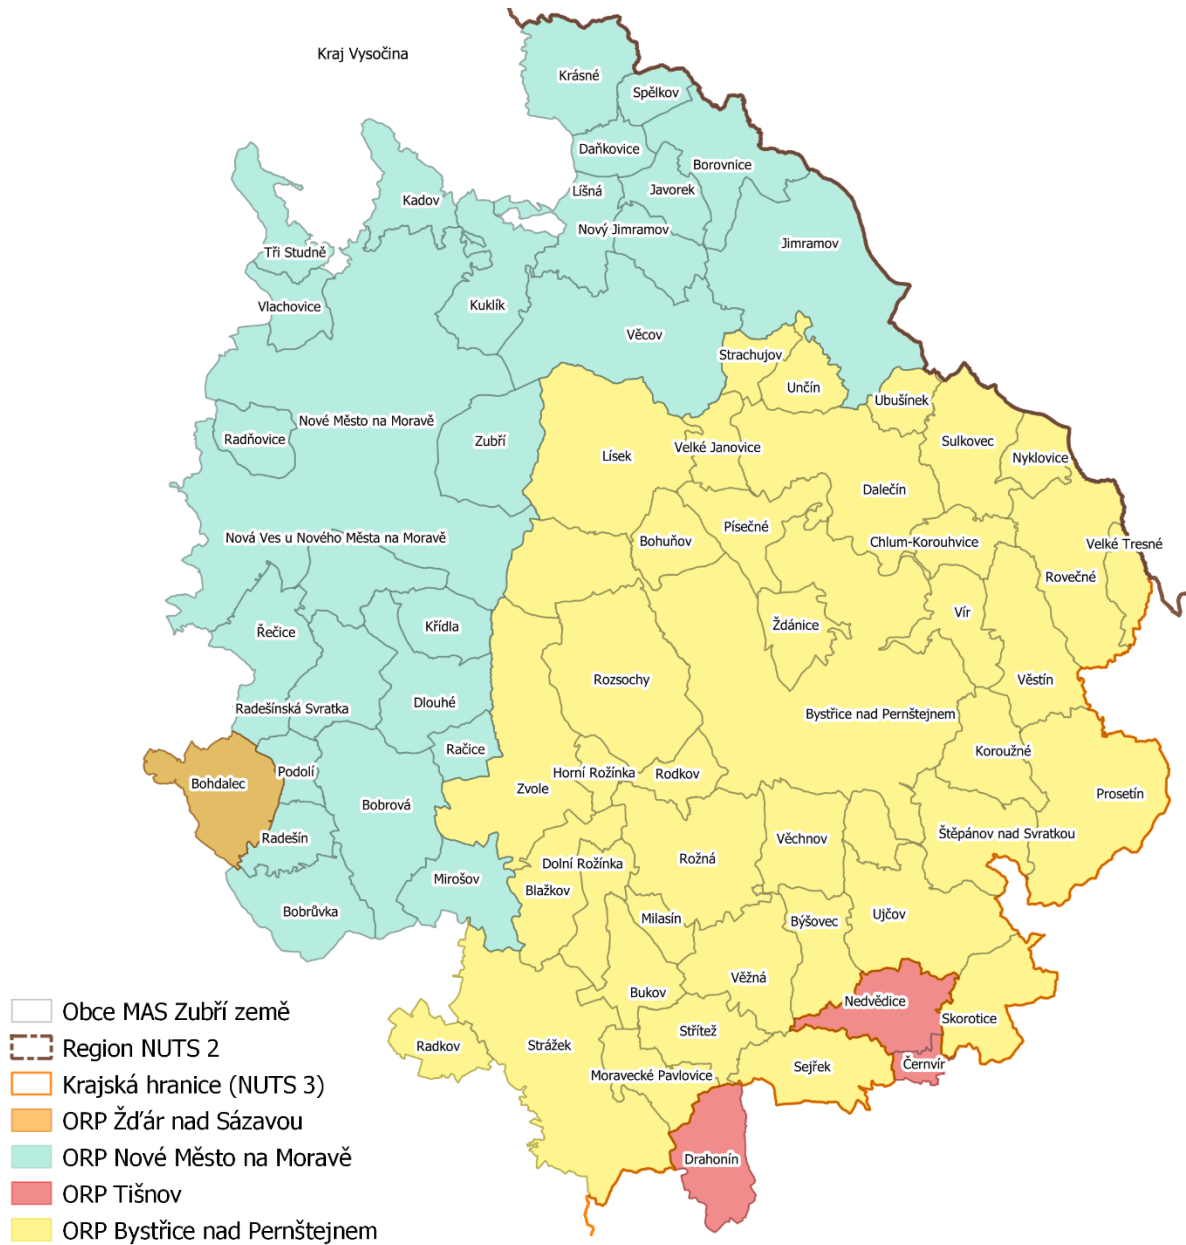 Kraj Vysočina
Krásné
Spělkov
Daňkovice
Borovnice
Líšná
Javorek
Kadov
Nový Jimramov
Jimramov
Tři Studně
Vlachovice
Kuklík
Věcov
Strachujov
Unčín
Ubušínek
Nové Město na Moravě
Radňovice
Zubří
Lísek
Velké Janovice
Sulkovec
Nyklovice
Dalečín
Písečné
Nová Ves u Nového Města na Moravě
Bohuňov
Chlum-Korouhvice
Velké Tresné
Rovečné
Vír
Ždánice
Křídla
Řečice
Rozsochy
Věstín
Dlouhé
Radešínská Svratka
Bystřice nad Pernštejnem
Račice
Koroužné
Podolí
Horní Rožínka
Rodkov
Bohdalec
Zvole
Prosetín
Bobrová
Radešín
Věchnov
Štěpánov nad Svratkou
Rožná
Dolní Rožínka
Mirošov
Blažkov
Bobrůvka
Milasín
Býšovec
Ujčov
Věžná
Bukov
Nedvědice
Skorotice
Střítež
Strážek
Radkov
Černvír
Sejřek
Moravecké Pavlovice
Drahonín
Obce MAS Zubří země
Region NUTS 2
Krajská hranice (NUTS 3)
ORP Žďár nad Sázavou
ORP Nové Město na Moravě
ORP Tišnov
ORP Bystřice nad Pernštejnem